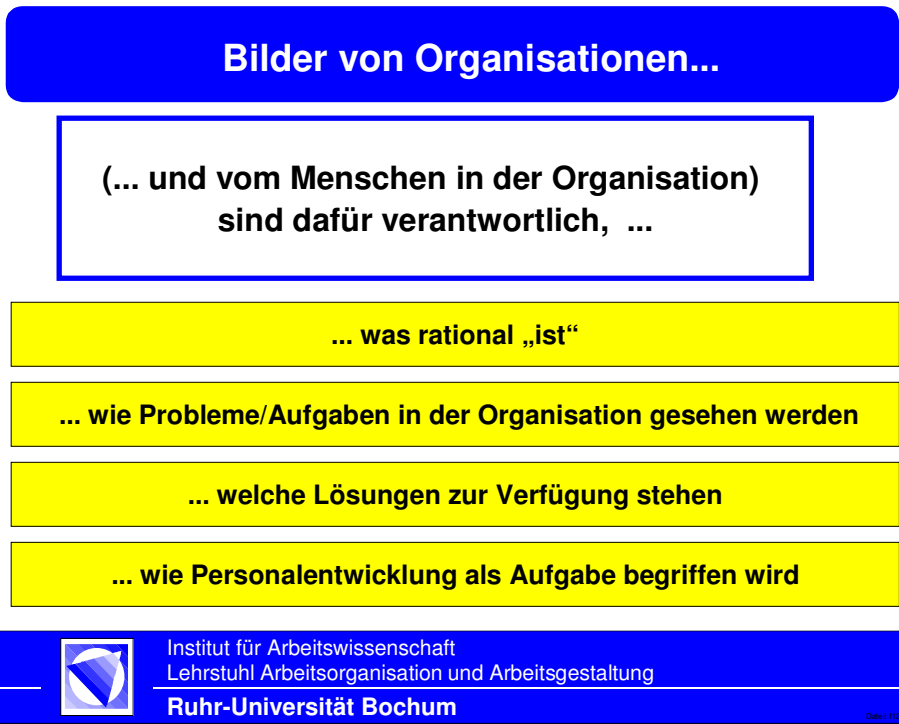 Bilder von Organisationen...
(... und vom Menschen in der Organisation)
sind dafür verantwortlich, ...
... was rational „ist“
... wie Probleme/Aufgaben in der Organisation gesehen werden
... welche Lösungen zur Verfügung stehen
... wie Personalentwicklung als Aufgabe begriffen wird
Institut für Arbeitswissenschaft
Lehrstuhl Arbeitsorganisation und Arbeitsgestaltung
Ruhr-Universität Bochum